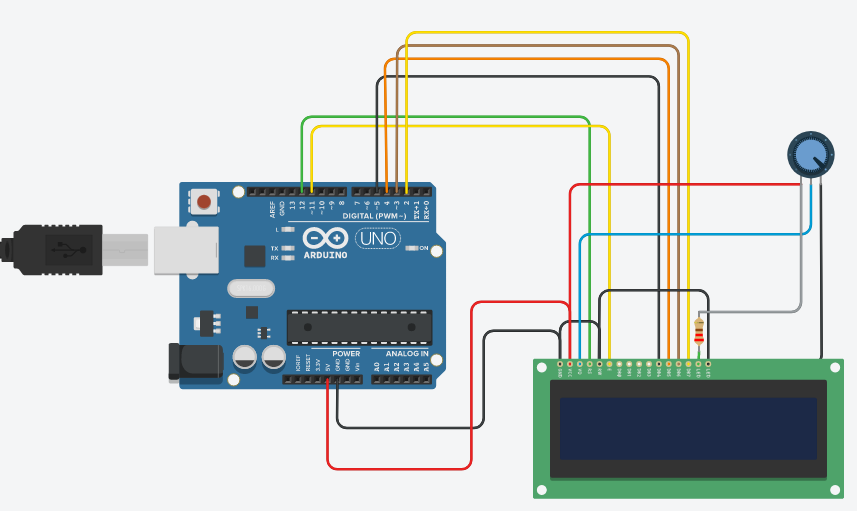 AREF
GND
13
12
~11
~10
~9
8
7
~6
~5
4
~3
2
TX→1
RX←0
DIGITAL (PWM~)
L
TX
RX
ARDUINO
UNO
ON
POWER
ANALOG IN
IOREF
RESET
3.3V
5V
GND
GND
Vin
A0
A1
A2
A3
A4
A5